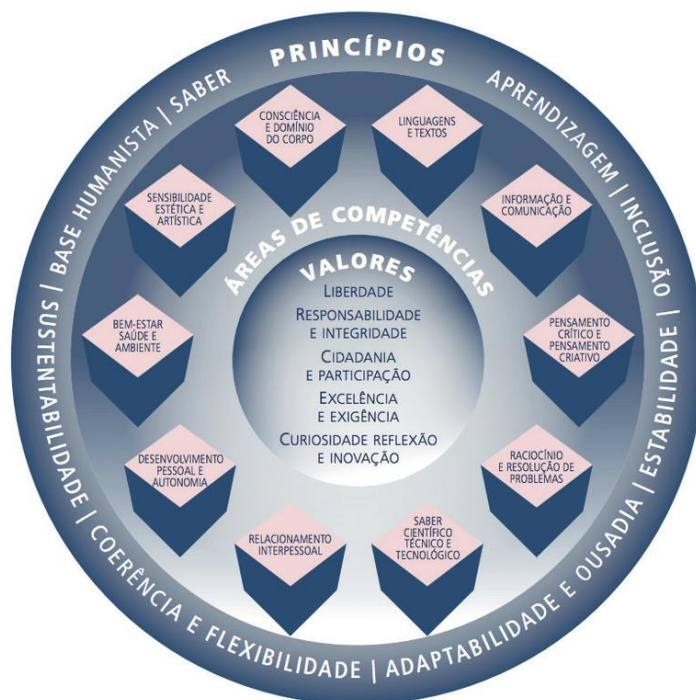 PRINCÍPIOS
APRENDIZAGEM | INCLUSÃO | ESTABILIDADE | ADAPTABILIDADE E OUSADIA | COERÊNCIA E FLEXIBILIDADE | SUSTENTABILIDADE | BASE HUMANISTA | SABER
ÁREAS DE COMPETÊNCIAS
LINGUAGENS
E TEXTOS
INFORMAÇÃO E
COMUNICAÇÃO
PENSAMENTO
CRÍTICO E
PENSAMENTO
CRIATIVO
RACIOCÍNIO
E RESOLUÇÃO DE
PROBLEMAS
SABER
CIENTÍFICO
TÉCNICO E
TECNOLÓGICO
RELACIONAMENTO
INTERPESSOAL
DESENVOLVIMENTO
PESSOAL E
AUTONOMIA
BEM-ESTAR
SAÚDE E
AMBIENTE
SENSIBILIDADE
ESTÉTICA E
ARTÍSTICA
CONSCIÊNCIA
E DOMÍNIO
DO CORPO
VALORES
LIBERDADE
RESPONSABILIDADE
E INTEGRIDADE
CIDADANIA
E PARTICIPAÇÃO
EXCELÊNCIA
E EXIGÊNCIA
CURIOSIDADE REFLEXÃO
E INOVAÇÃO